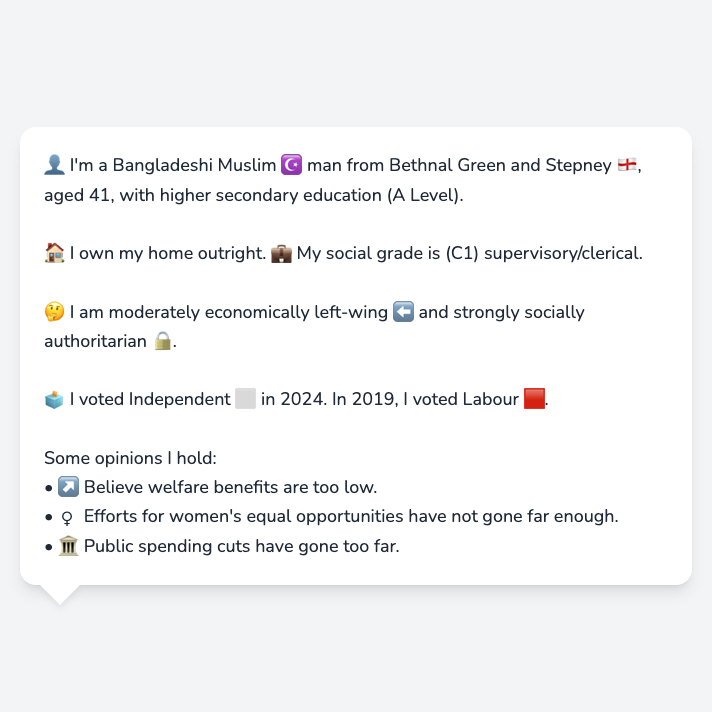 👤 I'm a Bangladeshi Muslim ☪️ man from Bethnal Green and Stepney 🏴󠁧󠁢󠁥󠁮󠁧󠁿,
aged 41, with higher secondary education (A Level).
🏠 I own my home outright. 💼 My social grade is (C1) supervisory/clerical.
🤔 I am moderately economically left-wing ⬅️ and strongly socially
authoritarian 🔒.
🗳️ I voted Independent ⬜ in 2024. In 2019, I voted Labour 🟥.
Some opinions I hold:
• ↗️ Believe welfare benefits are too low.
• ♀ Efforts for women's equal opportunities have not gone far enough.
• 🏛️ Public spending cuts have gone too far.